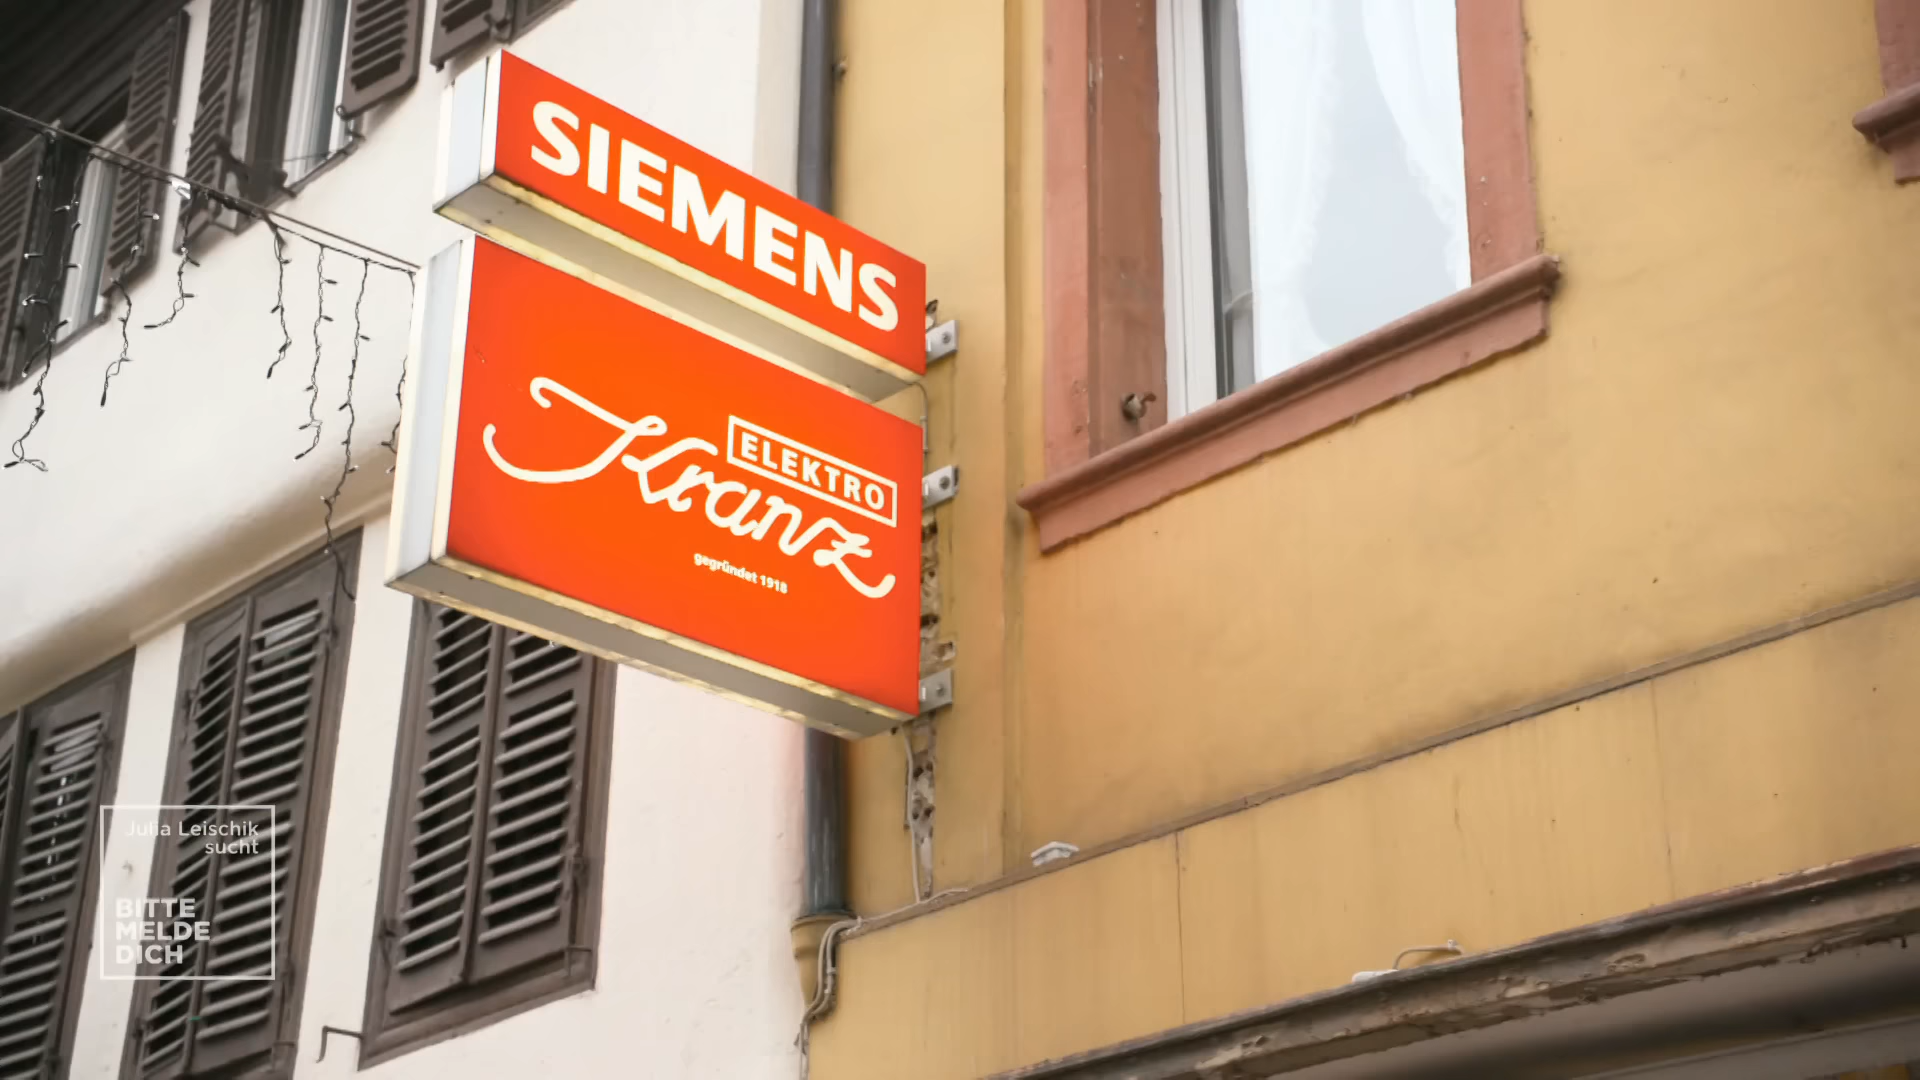 SIEMENS
ELEKTRO
Kranz
gegründet 1918
Julia Leischik
sucht
BITTE
MELDE
DICH